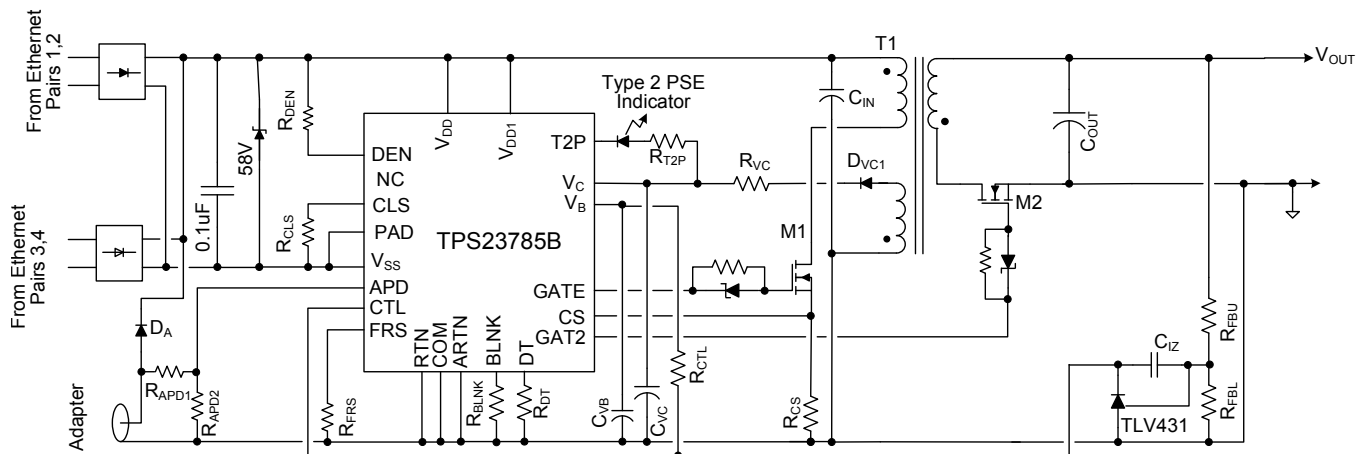 From Ethernet
Pairs 1,2
From Ethernet
Pairs 3,4
Adapter
0.1uF
58V
RDEN
RCLS
DA
RAPD1
RAPD2
RFRS
VDD
VDD1
DEN
NC
CLS
PAD
VSS
APD
CTL
FRS
TPS23785B
T2P
VC
VB
GATE
CS
GAT2
RTN
COM
ARTN
BLNK
DT
RBLNK
RDT
Type 2 PSE
Indicator
RT2P
RVC
DVC1
CIN
T1
M1
CVB
CVC
RCTL
RCS
COUT
VOUT
M2
RFBU
CIZ
RFBL
TLV431